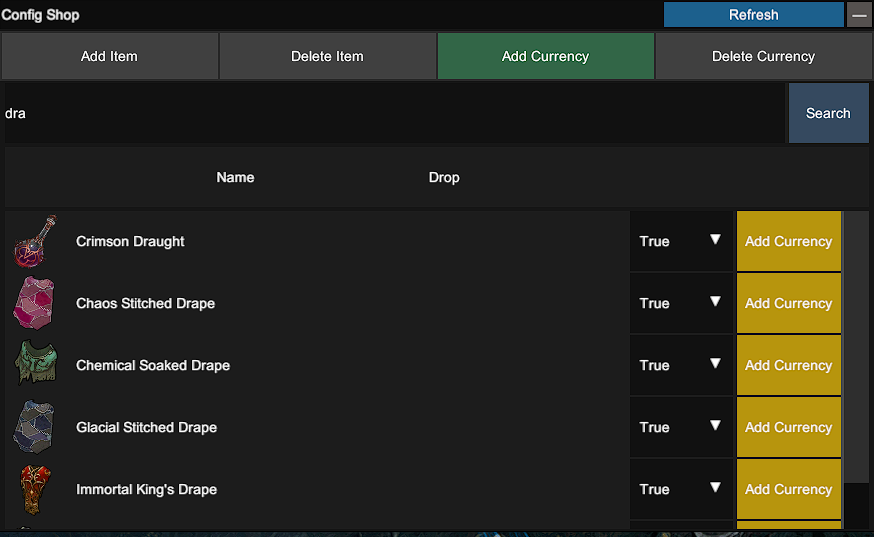 Config Shop Refresh —
Add Item Delete Item Add Currency Delete Currency
dra Search
Name Drop
Crimson Draught True ▼ Add Currency
Chaos Stitched Drape True ▼ Add Currency
Chemical Soaked Drape True ▼ Add Currency
Glacial Stitched Drape True ▼ Add Currency
Immortal King's Drape True ▼ Add Currency